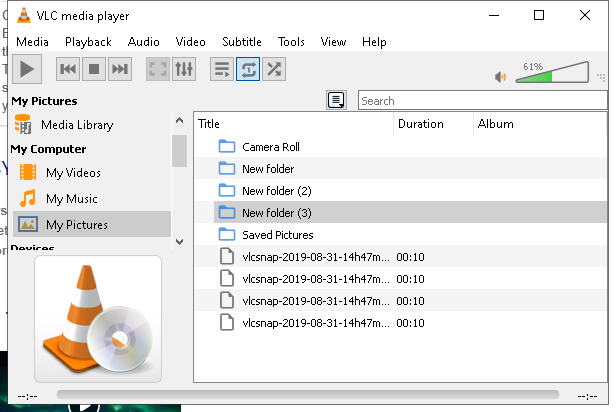 VLC media player
Media Playback Audio Video Subtitle Tools View Help
61%
My Pictures
Search
Media Library
Title Duration Album
My Computer
Camera Roll
My Videos
New folder
My Music
New folder (2)
My Pictures
New folder (3)
Devices
Saved Pictures
vlcsnap-2019-08-31-14h47m... 00:10
vlcsnap-2019-08-31-14h47m... 00:10
vlcsnap-2019-08-31-14h47m... 00:10
vlcsnap-2019-08-31-14h47m... 00:10
--:-- --:--